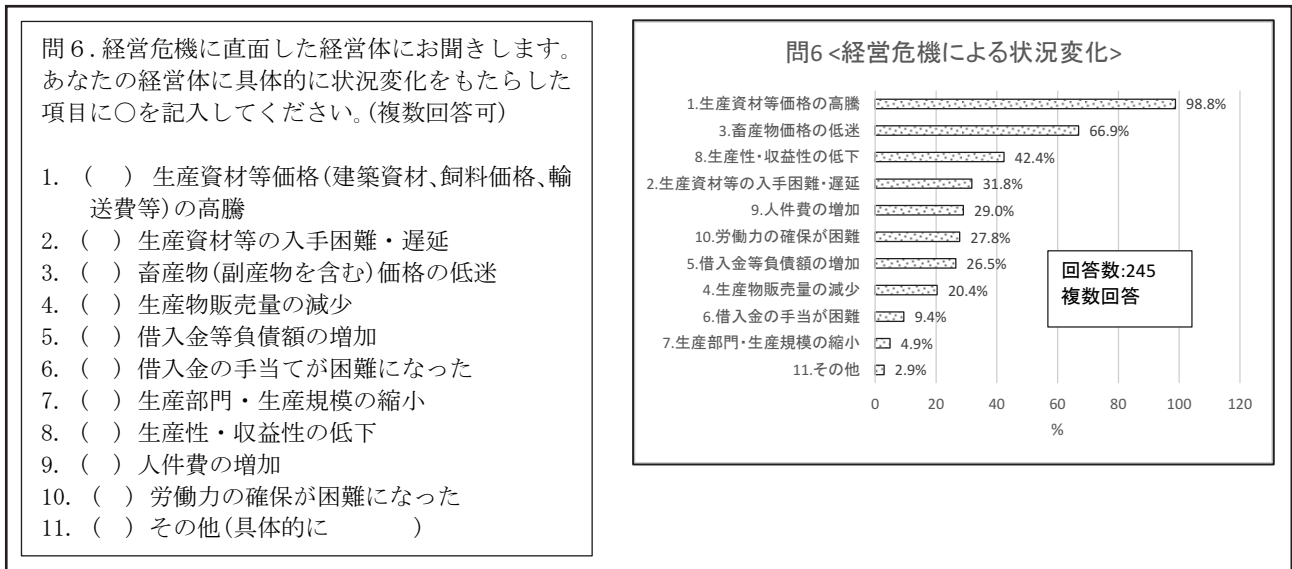 問６.経営危機に直面した経営体にお聞きします。
あなたの経営体に具体的に状況変化をもたらした
項目に○を記入してください。(複数回答可)
1. (　) 生産資材等価格(建築資材、飼料価格、輸
送費等)の高騰
2. (　) 生産資材等の入手困難・遅延
3. (　) 畜産物(副産物を含む)価格の低迷
4. (　) 生産物販売量の減少
5. (　) 借入金等負債額の増加
6. (　) 借入金の手当てが困難になった
7. (　) 生産部門・生産規模の縮小
8. (　) 生産性・収益性の低下
9. (　) 人件費の増加
10. (　) 労働力の確保が困難になった
11. (　) その他(具体的に　　　　)
問6 <経営危機による状況変化>
1.生産資材等価格の高騰 98.8%
3.畜産物価格の低迷 66.9%
8.生産性・収益性の低下 42.4%
2.生産資材等の入手困難・遅延 31.8%
9.人件費の増加 29.0%
10.労働力の確保が困難 27.8%
5.借入金等負債額の増加 26.5%
4.生産物販売量の減少 20.4%
6.借入金の手当が困難 9.4%
7.生産部門・生産規模の縮小 4.9%
11.その他 2.9%
回答数:245
複数回答
0 20 40 60 80 100 120
%